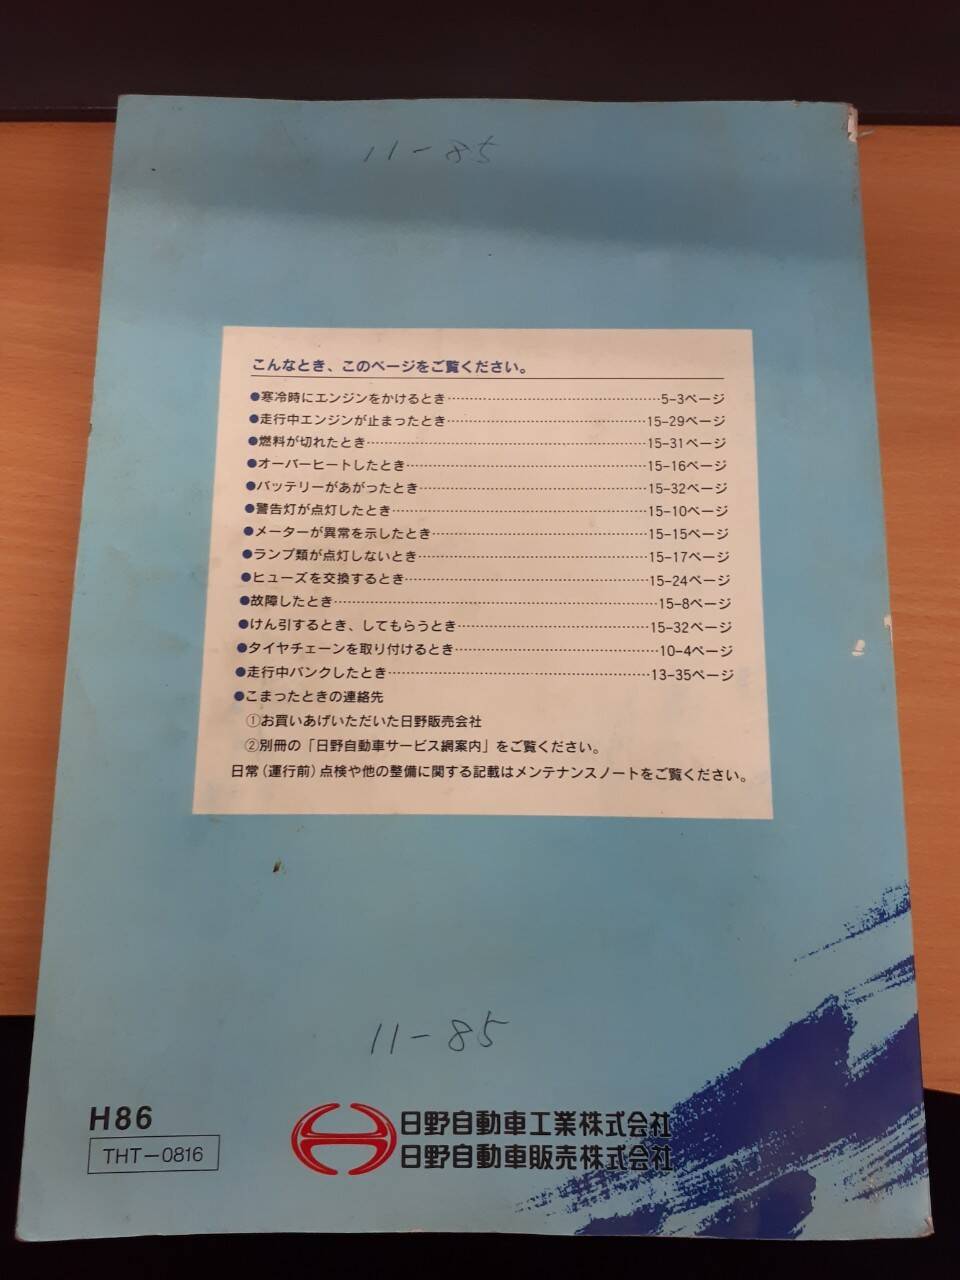 11-85
こんなとき、このページをご覧ください。
●寒冷時にエンジンをかけるとき…………5-3ページ
●走行中エンジンが止まったとき…………15-29ページ
●燃料が切れたとき…………15-31ページ
●オーバーヒートしたとき…………15-16ページ
●バッテリーがあがったとき…………15-32ページ
●警告灯が点灯したとき…………15-10ページ
●メーターが異常を示したとき…………15-15ページ
●ランプ類が点灯しないとき…………15-17ページ
●ヒューズを交換するとき…………15-24ページ
●故障したとき…………15-8ページ
●けん引するとき、してもらうとき…………15-32ページ
●タイヤチェーンを取り付けるとき…………10-4ページ
●走行中パンクしたとき…………13-35ページ
●こまったときの連絡先
①お買いあげいただいた日野販売会社
②別冊の「日野自動車サービス網案内」をご覧ください。
日常(運行前)点検や他の整備に関する記載はメンテナンスノートをご覧ください。
11-85
H86
THT-0816
日野自動車工業株式会社
日野自動車販売株式会社